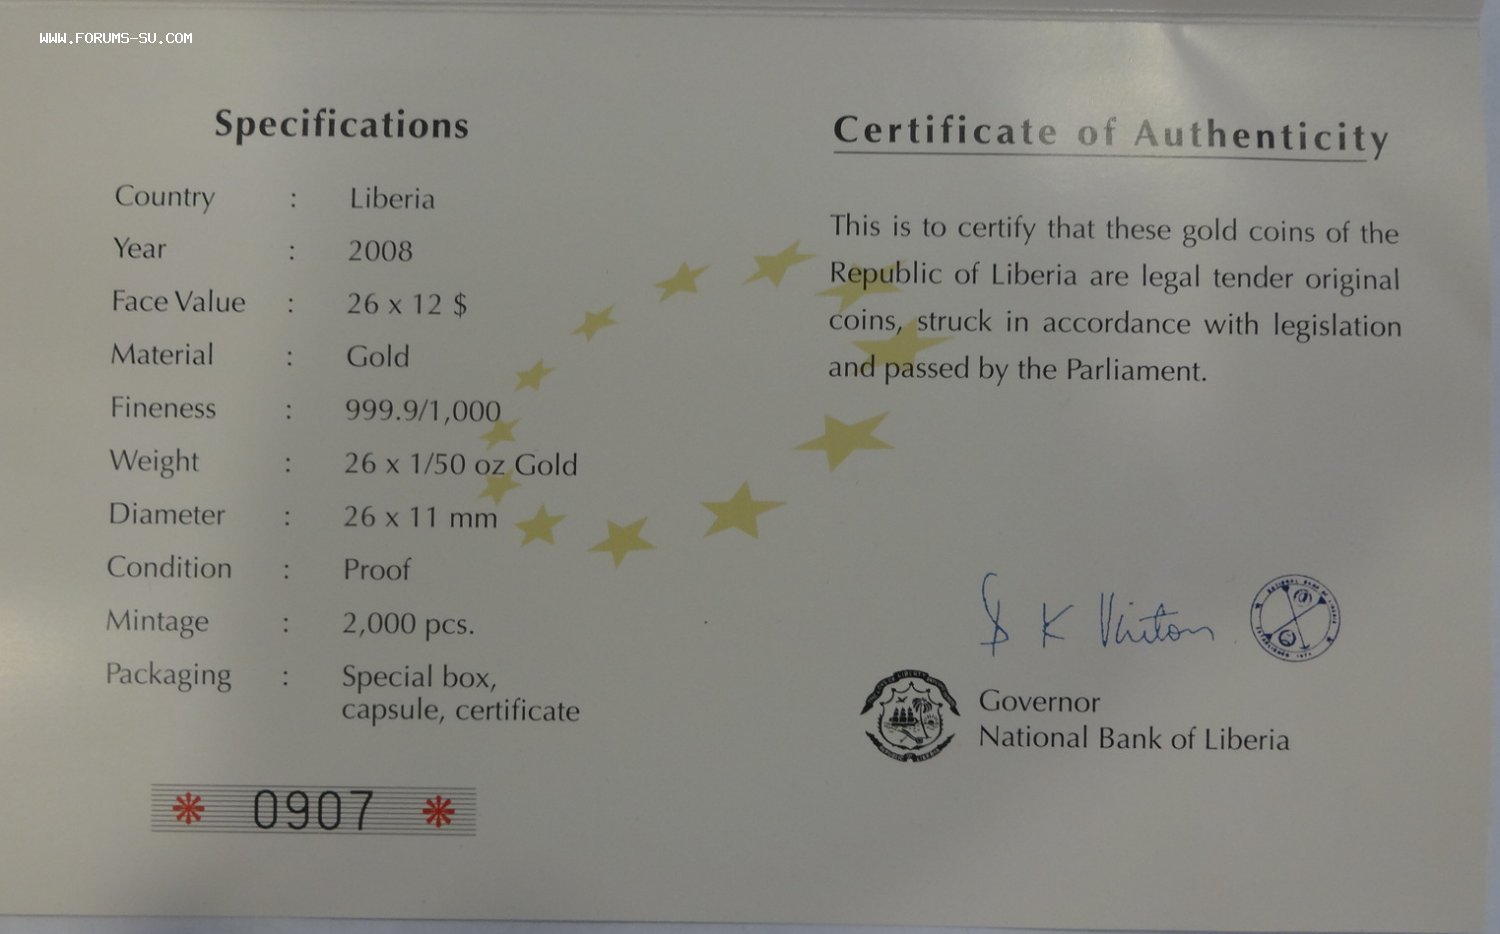 WWW.FORUMS-SU.COM
Specifications
Country : Liberia
Year : 2008
Face Value : 26 x 12 $
Material : Gold
Fineness : 999.9/1,000
Weight : 26 x 1/50 oz Gold
Diameter : 26 x 11 mm
Condition : Proof
Mintage : 2,000 pcs.
Packaging : Special box,
capsule, certificate
* 0907 *
Certificate of Authenticity
This is to certify that these gold coins of the
Republic of Liberia are legal tender original
coins, struck in accordance with legislation
and passed by the Parliament.
NATIONAL BANK OF LIBERIA
Governor
National Bank of Liberia